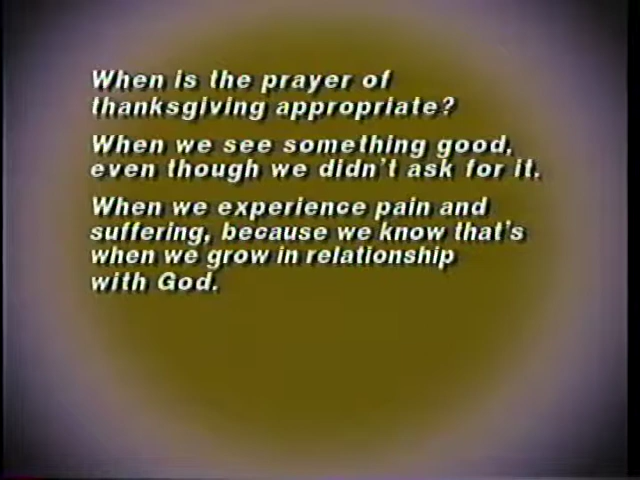 When is the prayer of
thanksgiving appropriate?
When we see something good,
even though we didn't ask for it.
When we experience pain and
suffering, because we know that's
when we grow in relationship
with God.